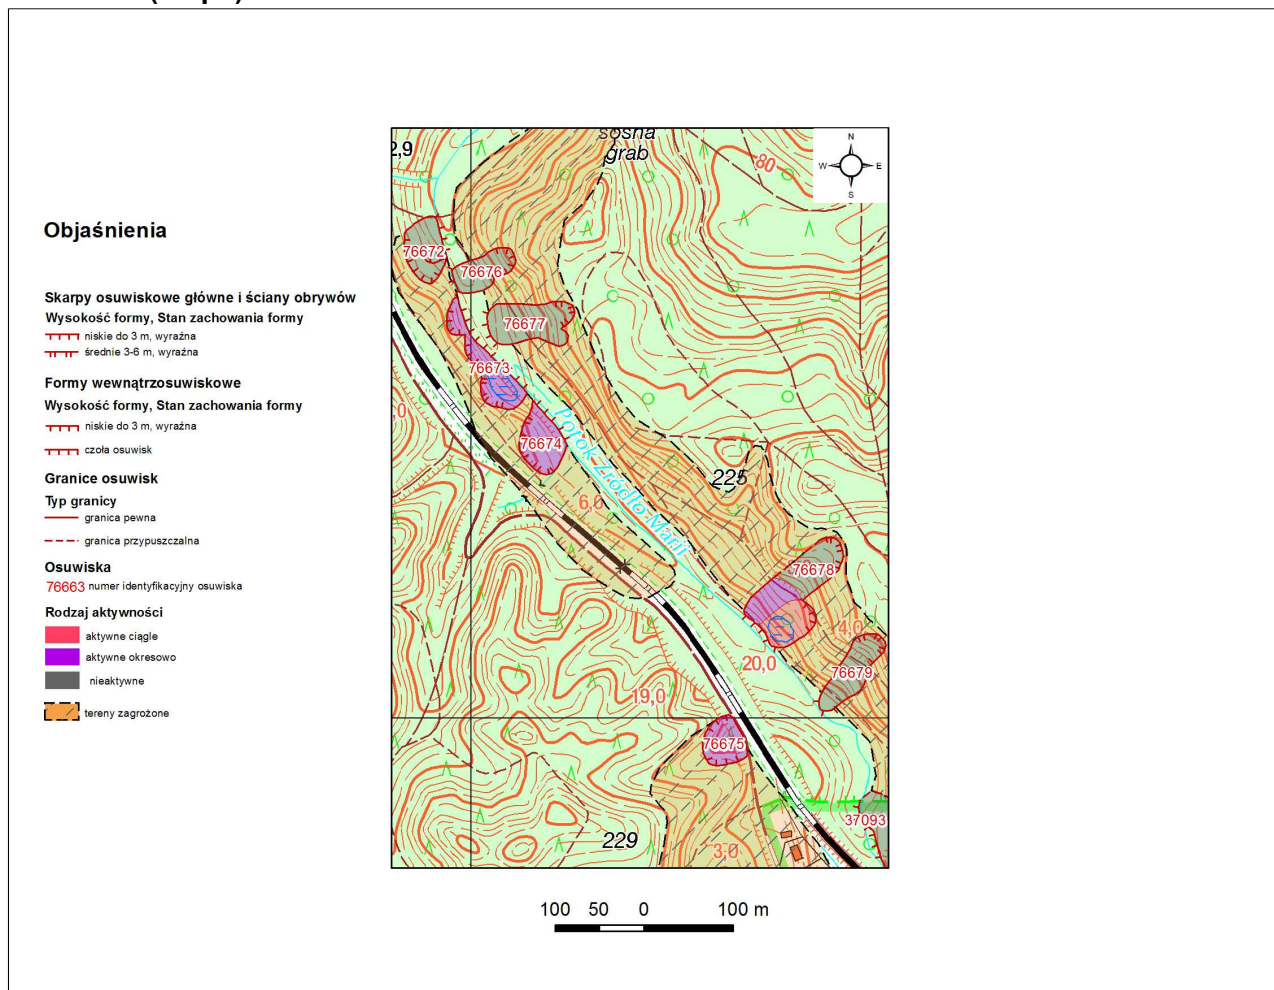 Objaśnienia
Skarpy osuwiskowe główne i ściany obrywów
Wysokość formy, Stan zachowania formy
niskie do 3 m, wyraźna
średnie 3-6 m, wyraźna
Formy wewnątrzosuwiskowe
Wysokość formy, Stan zachowania formy
niskie do 3 m, wyraźna
czoła osuwisk
Granice osuwisk
Typ granicy
granica pewna
granica przypuszczalna
Osuwiska
76663 numer identyfikacyjny osuwiska
Rodzaj aktywności
aktywne ciągle
aktywne okresowo
nieaktywne
tereny zagrożone
2,9
sosna
grab
80
N
W E
S
76672
76676
76677
76673
,0
76674
Potok Źródło Marii
225
6,0
76678
4,0
20,0
76679
19,0
76675
37093
229
3,0
100 50 0 100 m